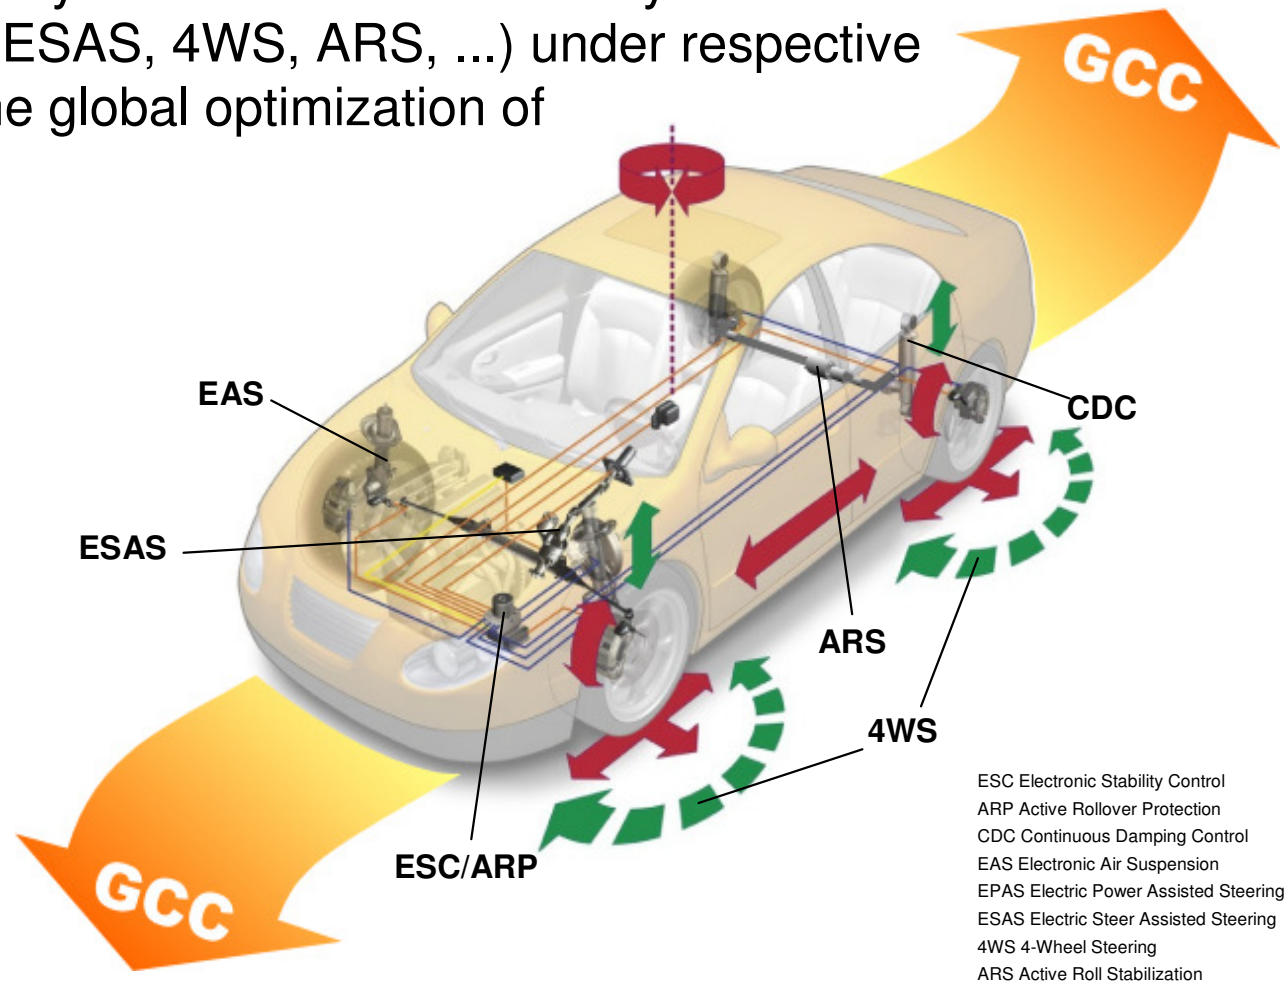 ESAS, 4WS, ARS, ...) under respective
global optimization of
GCC
EAS
CDC
ESAS
ARS
4WS
ESC/ARP
GCC
ESC Electronic Stability Control
ARP Active Rollover Protection
CDC Continuous Damping Control
EAS Electronic Air Suspension
EPAS Electric Power Assisted Steering
ESAS Electric Steer Assisted Steering
4WS 4-Wheel Steering
ARS Active Roll Stabilization